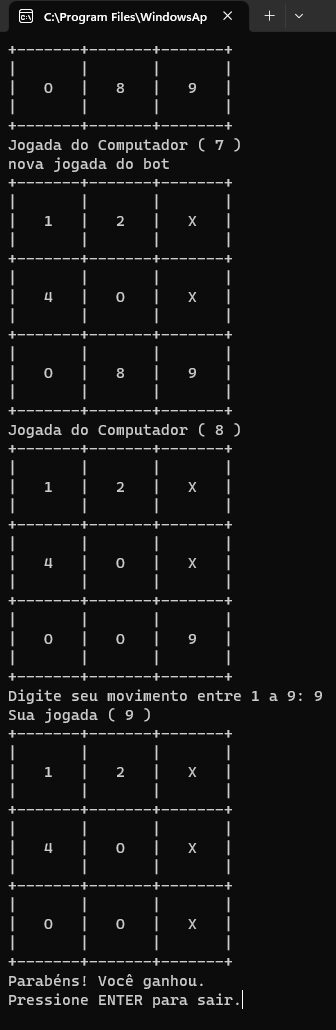 C:\Program Files\WindowsAp
+-------+-------+-------+
|       |       |       |
|   O   |   8   |   9   |
|       |       |       |
+-------+-------+-------+
Jogada do Computador ( 7 )
nova jogada do bot
+-------+-------+-------+
|       |       |       |
|   1   |   2   |   X   |
|       |       |       |
+-------+-------+-------+
|       |       |       |
|   4   |   O   |   X   |
|       |       |       |
+-------+-------+-------+
|       |       |       |
|   O   |   8   |   9   |
|       |       |       |
+-------+-------+-------+
Jogada do Computador ( 8 )
+-------+-------+-------+
|       |       |       |
|   1   |   2   |   X   |
|       |       |       |
+-------+-------+-------+
|       |       |       |
|   4   |   O   |   X   |
|       |       |       |
+-------+-------+-------+
|       |       |       |
|   O   |   O   |   9   |
|       |       |       |
+-------+-------+-------+
Digite seu movimento entre 1 a 9: 9
Sua jogada ( 9 )
+-------+-------+-------+
|       |       |       |
|   1   |   2   |   X   |
|       |       |       |
+-------+-------+-------+
|       |       |       |
|   4   |   O   |   X   |
|       |       |       |
+-------+-------+-------+
|       |       |       |
|   O   |   O   |   X   |
|       |       |       |
+-------+-------+-------+
Parabéns! Você ganhou.
Pressione ENTER para sair.